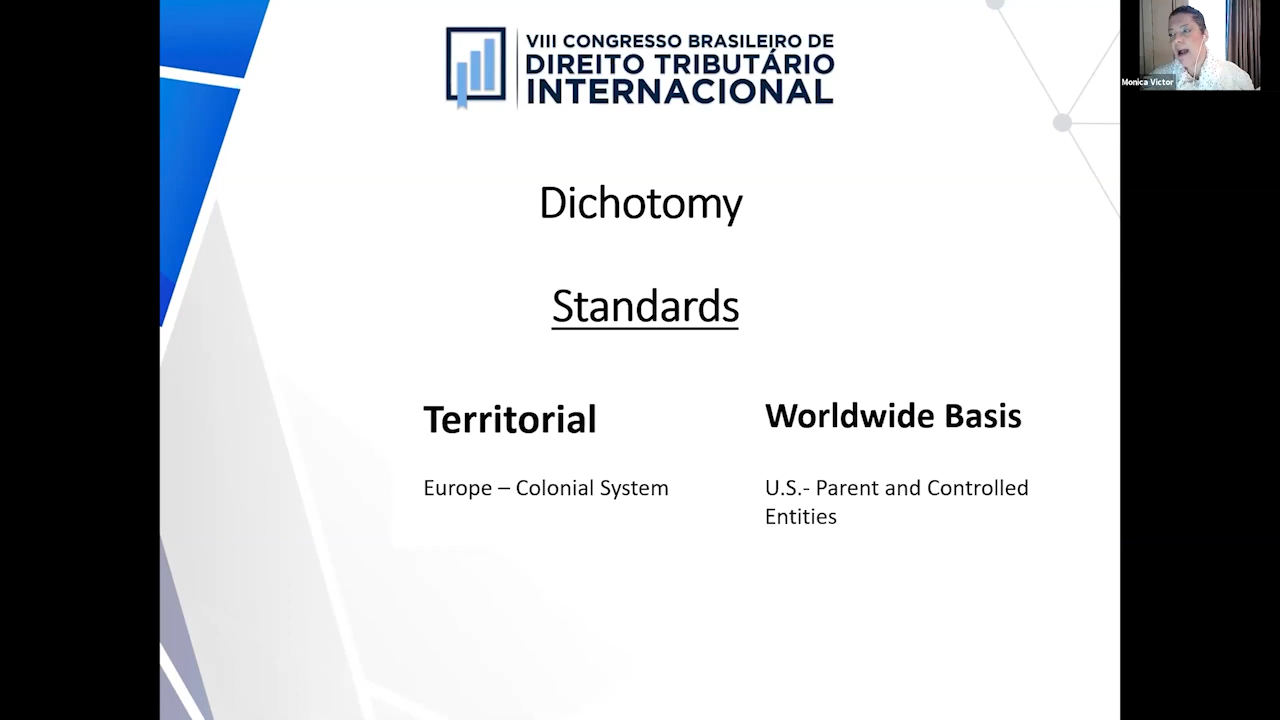 VIII CONGRESSO BRASILEIRO DE
DIREITO TRIBUTÁRIO
INTERNACIONAL
Monica Victor
Dichotomy
Standards
Territorial
Worldwide Basis
Europe – Colonial System
U.S.- Parent and Controlled
Entities